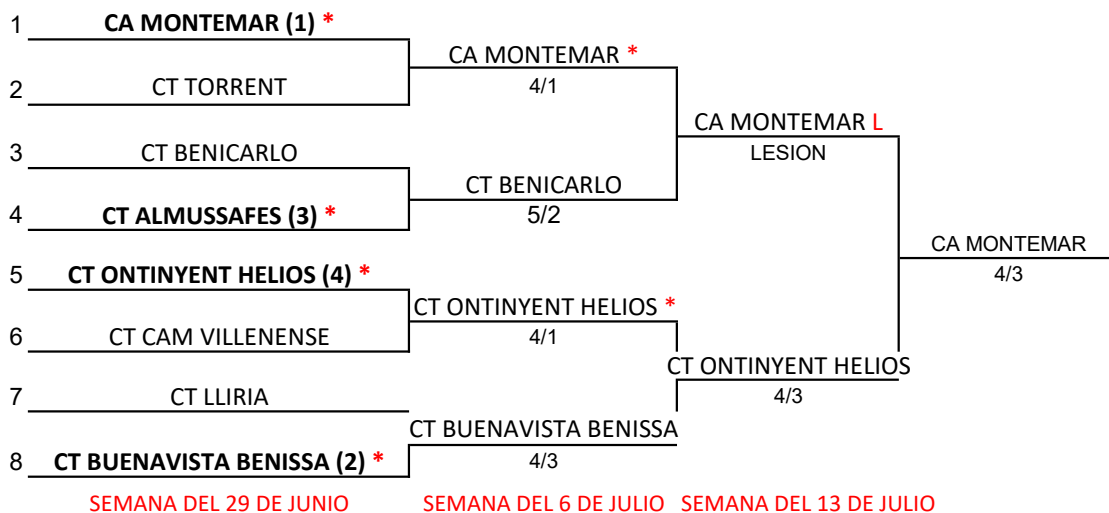 1 CA MONTEMAR (1) *
CA MONTEMAR *
2 CT TORRENT
4/1
CA MONTEMAR L
3 CT BENICARLO
LESION
CT BENICARLO
4 CT ALMUSSAFES (3) *
5/2
CA MONTEMAR
5 CT ONTINYENT HELIOS (4) *
4/3
CT ONTINYENT HELIOS *
6 CT CAM VILLENENSE
4/1
CT ONTINYENT HELIOS
7 CT LLIRIA
4/3
CT BUENAVISTA BENISSA
8 CT BUENAVISTA BENISSA (2) *
4/3
SEMANA DEL 29 DE JUNIO SEMANA DEL 6 DE JULIO SEMANA DEL 13 DE JULIO